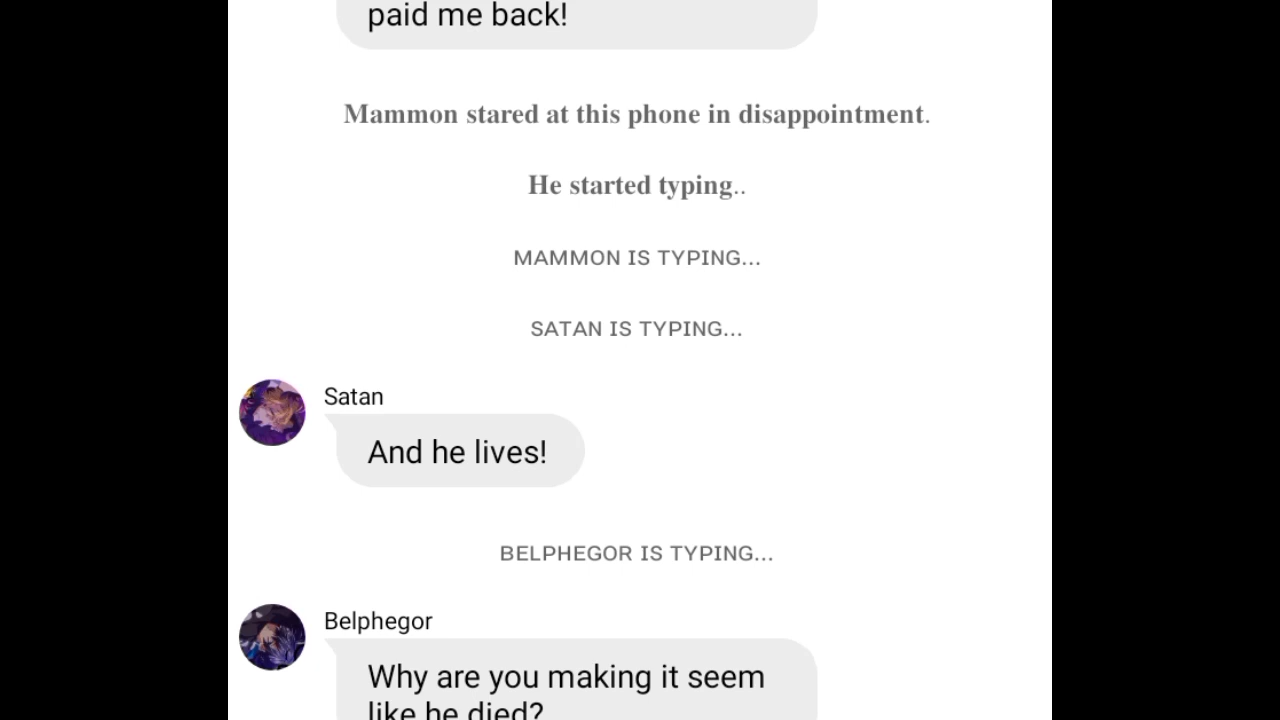 paid me back!
Mammon stared at this phone in disappointment.
He started typing..
MAMMON IS TYPING...
SATAN IS TYPING...
Satan
And he lives!
BELPHEGOR IS TYPING...
Belphegor
Why are you making it seem
like he died?